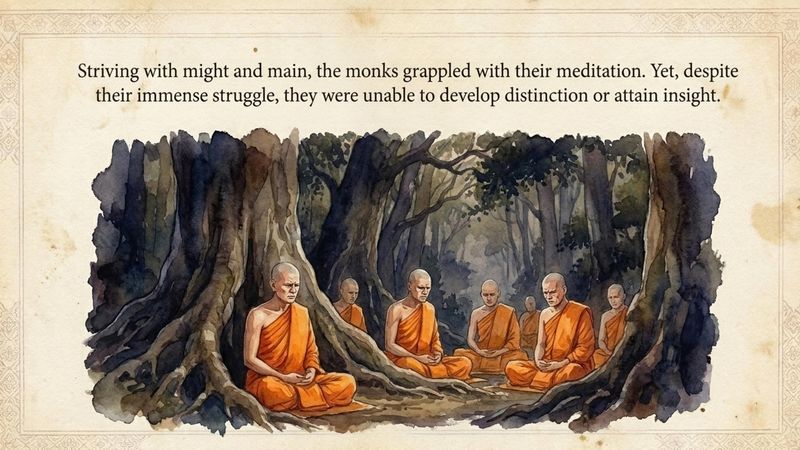 Striving with might and main, the monks grappled with their meditation. Yet, despite
their immense struggle, they were unable to develop distinction or attain insight.